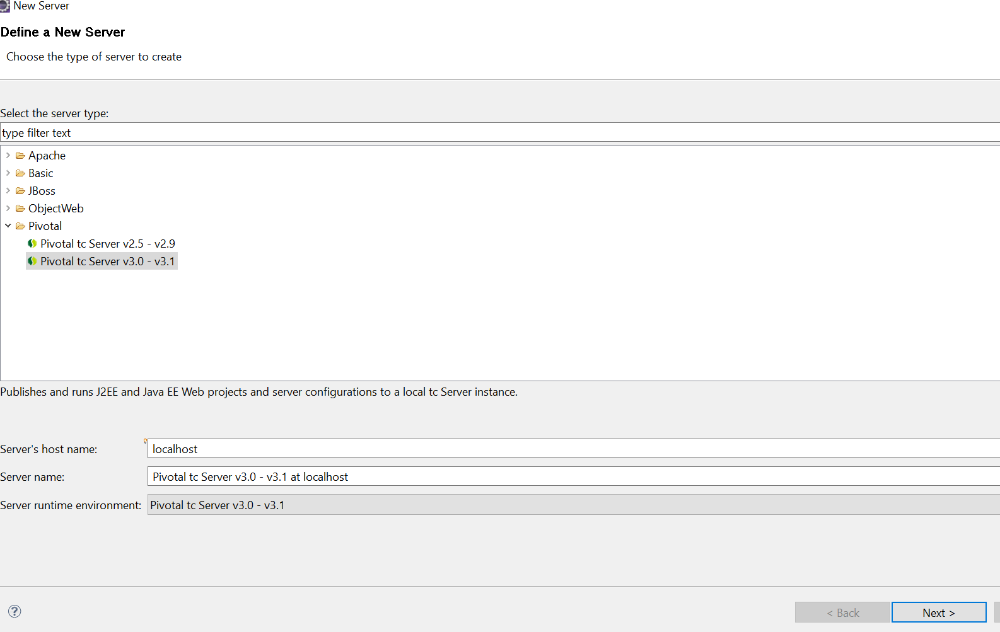 New Server
Define a New Server
Choose the type of server to create
Select the server type:
type filter text
Apache
Basic
JBoss
ObjectWeb
Pivotal
Pivotal tc Server v2.5 - v2.9
Pivotal tc Server v3.0 - v3.1
Publishes and runs J2EE and Java EE Web projects and server configurations to a local tc Server instance.
Server's host name: localhost
Server name: Pivotal tc Server v3.0 - v3.1 at localhost
Server runtime environment: Pivotal tc Server v3.0 - v3.1
? < Back Next >